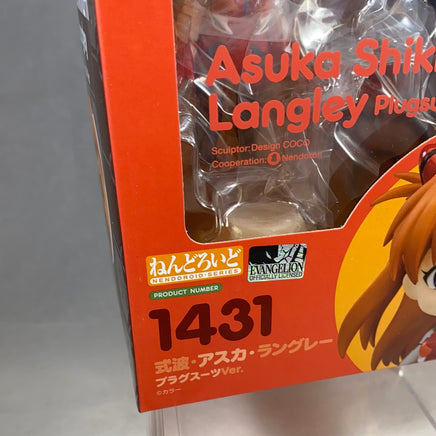 Asuka Shiki
Langley Plugsu
Sculptor:Design COCO
Cooperation: Nendoron
ねんどろいど
NENDOROID·SERIES
EVANGELION
OFFICIALLY LICENSED
PRODUCT NUMBER
1431
式波・アスカ・ラングレー
プラグスーツVer.
©カラー